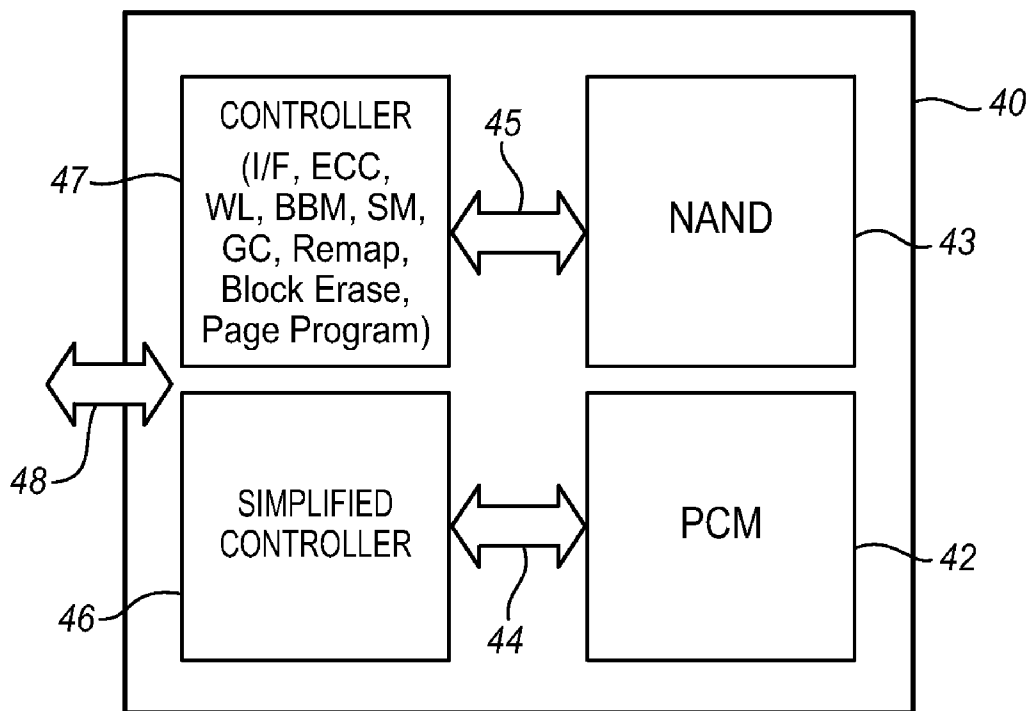 CONTROLLER
(I/F, ECC,
WL, BBM, SM,
GC, Remap,
Block Erase,
Page Program)
47
45
NAND
40
43
48
SIMPLIFIED
CONTROLLER
46
44
PCM
42